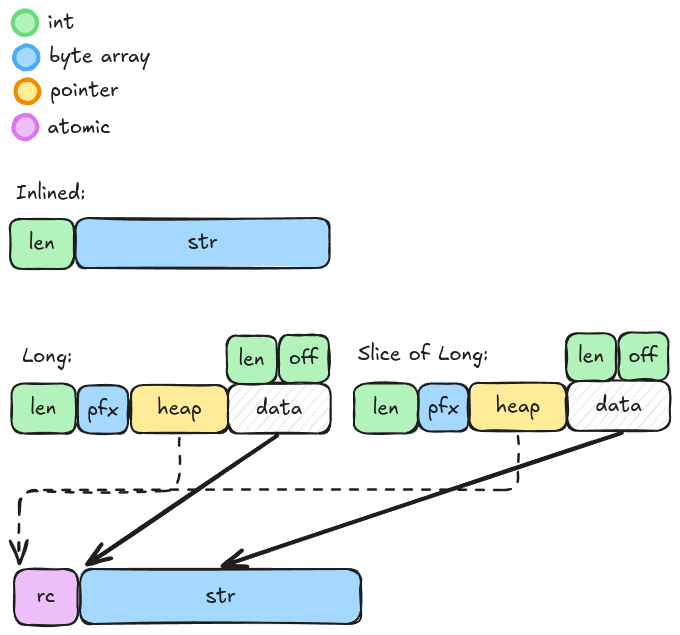 int
byte array
pointer
atomic
Inlined:
len str
Long:
len off
len pfx heap data
Slice of Long:
len off
len pfx heap data
rc str